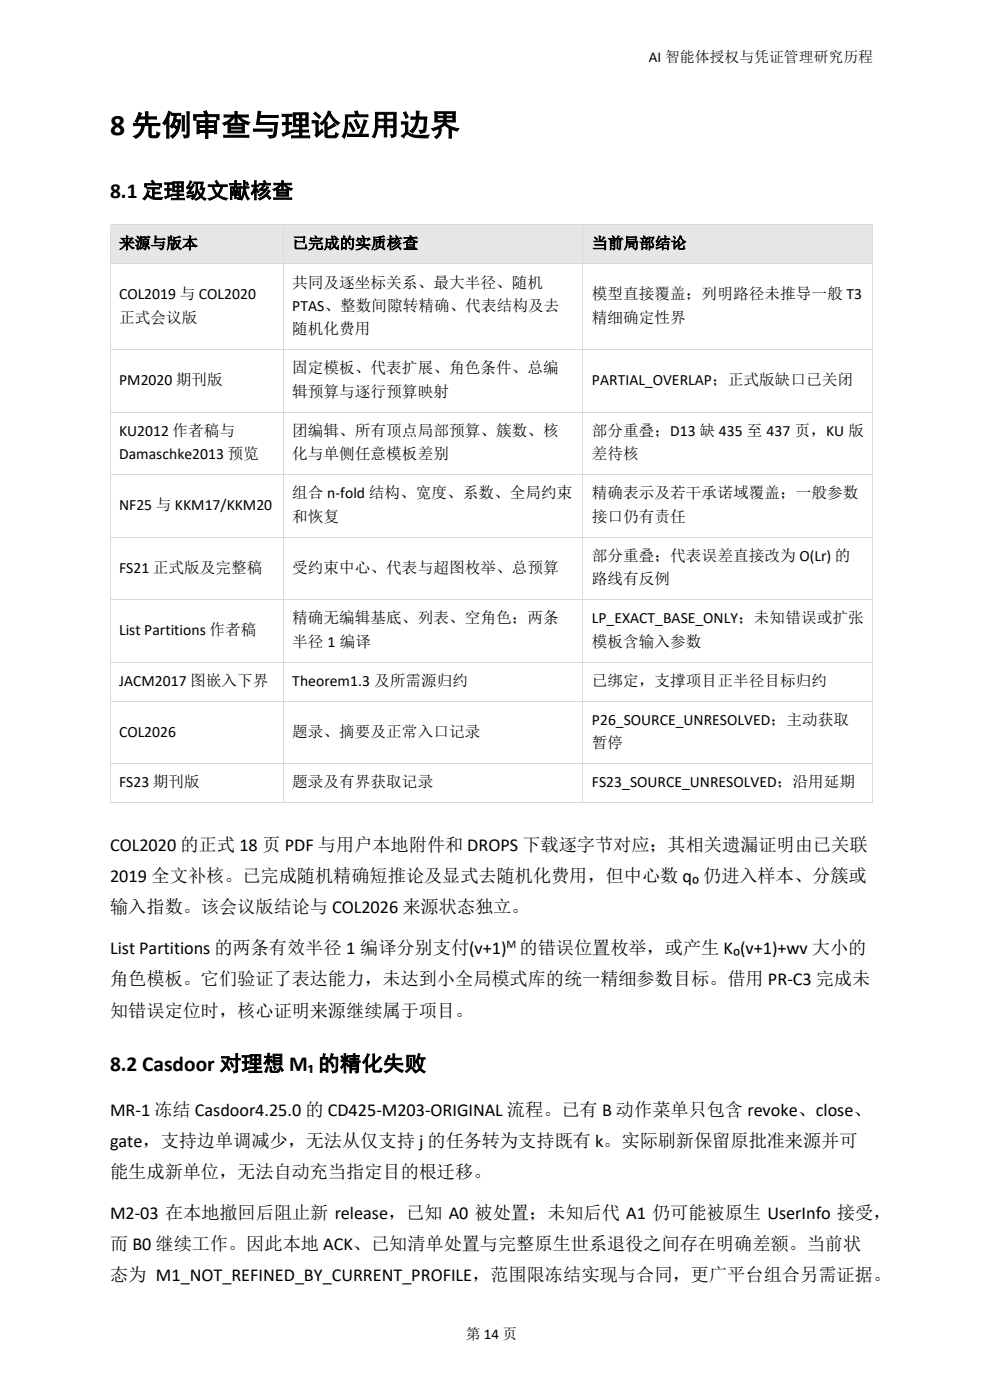 AI 智能体授权与凭证管理研究历程
8 先例审查与理论应用边界
8.1 定理级文献核查
来源与版本 已完成的实质核查 当前局部结论
COL2019 与 COL2020
正式会议版
共同及逐坐标关系、最大半径、随机
PTAS、整数间隙转精确、代表结构及去
随机化费用
模型直接覆盖；列明路径未推导一般 T3
精细确定性界
PM2020 期刊版
固定模板、代表扩展、角色条件、总编
辑预算与逐行预算映射
PARTIAL_OVERLAP；正式版缺口已关闭
KU2012 作者稿与
Damaschke2013 预览
团编辑、所有顶点局部预算、簇数、核
化与单侧任意模板差别
部分重叠；D13 缺 435 至 437 页，KU 版
差待核
NF25 与 KKM17/KKM20
组合 n-fold 结构、宽度、系数、全局约束
和恢复
精确表示及若干承诺域覆盖；一般参数
接口仍有责任
FS21 正式版及完整稿
受约束中心、代表与超图枚举、总预算
部分重叠；代表误差直接改为 O(Lr) 的
路线有反例
List Partitions 作者稿
精确无编辑基底、列表、空角色；两条
半径 1 编译
LP_EXACT_BASE_ONLY；未知错误或扩张
模板含输入参数
JACM2017 图嵌入下界 Theorem1.3 及所需源归约 已绑定，支撑项目正半径目标归约
COL2026
题录、摘要及正常入口记录
P26_SOURCE_UNRESOLVED；主动获取
暂停
FS23 期刊版 题录及有界获取记录 FS23_SOURCE_UNRESOLVED；沿用延期
COL2020 的正式 18 页 PDF 与用户本地附件和 DROPS 下载逐字节对应；其相关遗漏证明由已关联
2019 全文补核。已完成随机精确短推论及显式去随机化费用，但中心数 q₀ 仍进入样本、分簇或
输入指数。该会议版结论与 COL2026 来源状态独立。
List Partitions 的两条有效半径 1 编译分别支付(v+1)ᴹ 的错误位置枚举，或产生 K₀(v+1)+wv 大小的
角色模板。它们验证了表达能力，未达到小全局模式库的统一精细参数目标。借用 PR-C3 完成未
知错误定位时，核心证明来源继续属于项目。
8.2 Casdoor 对理想 M₁ 的精化失败
MR-1 冻结 Casdoor4.25.0 的 CD425-M203-ORIGINAL 流程。已有 B 动作菜单只包含 revoke、close、
gate，支持边单调减少，无法从仅支持 j 的任务转为支持既有 k。实际刷新保留原批准来源并可
能生成新单位，无法自动充当指定目的根迁移。
M2-03 在本地撤回后阻止新 release，已知 A0 被处置；未知后代 A1 仍可能被原生 UserInfo 接受，
而 B0 继续工作。因此本地 ACK、已知清单处置与完整原生世系退役之间存在明确差额。当前状
态为 M1_NOT_REFINED_BY_CURRENT_PROFILE，范围限冻结实现与合同，更广平台组合另需证据。
第 14 页